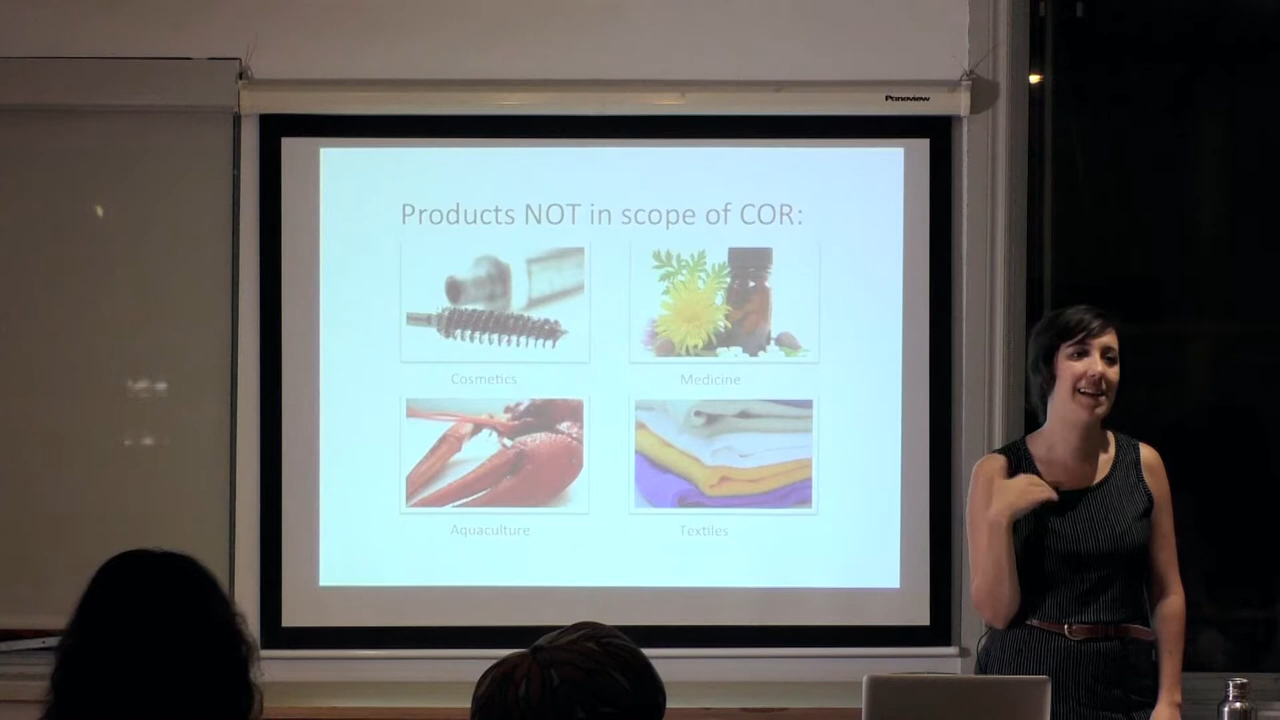 Panoview
Products NOT in scope of COR:
Cosmetics
Medicine
Aquaculture
Textiles